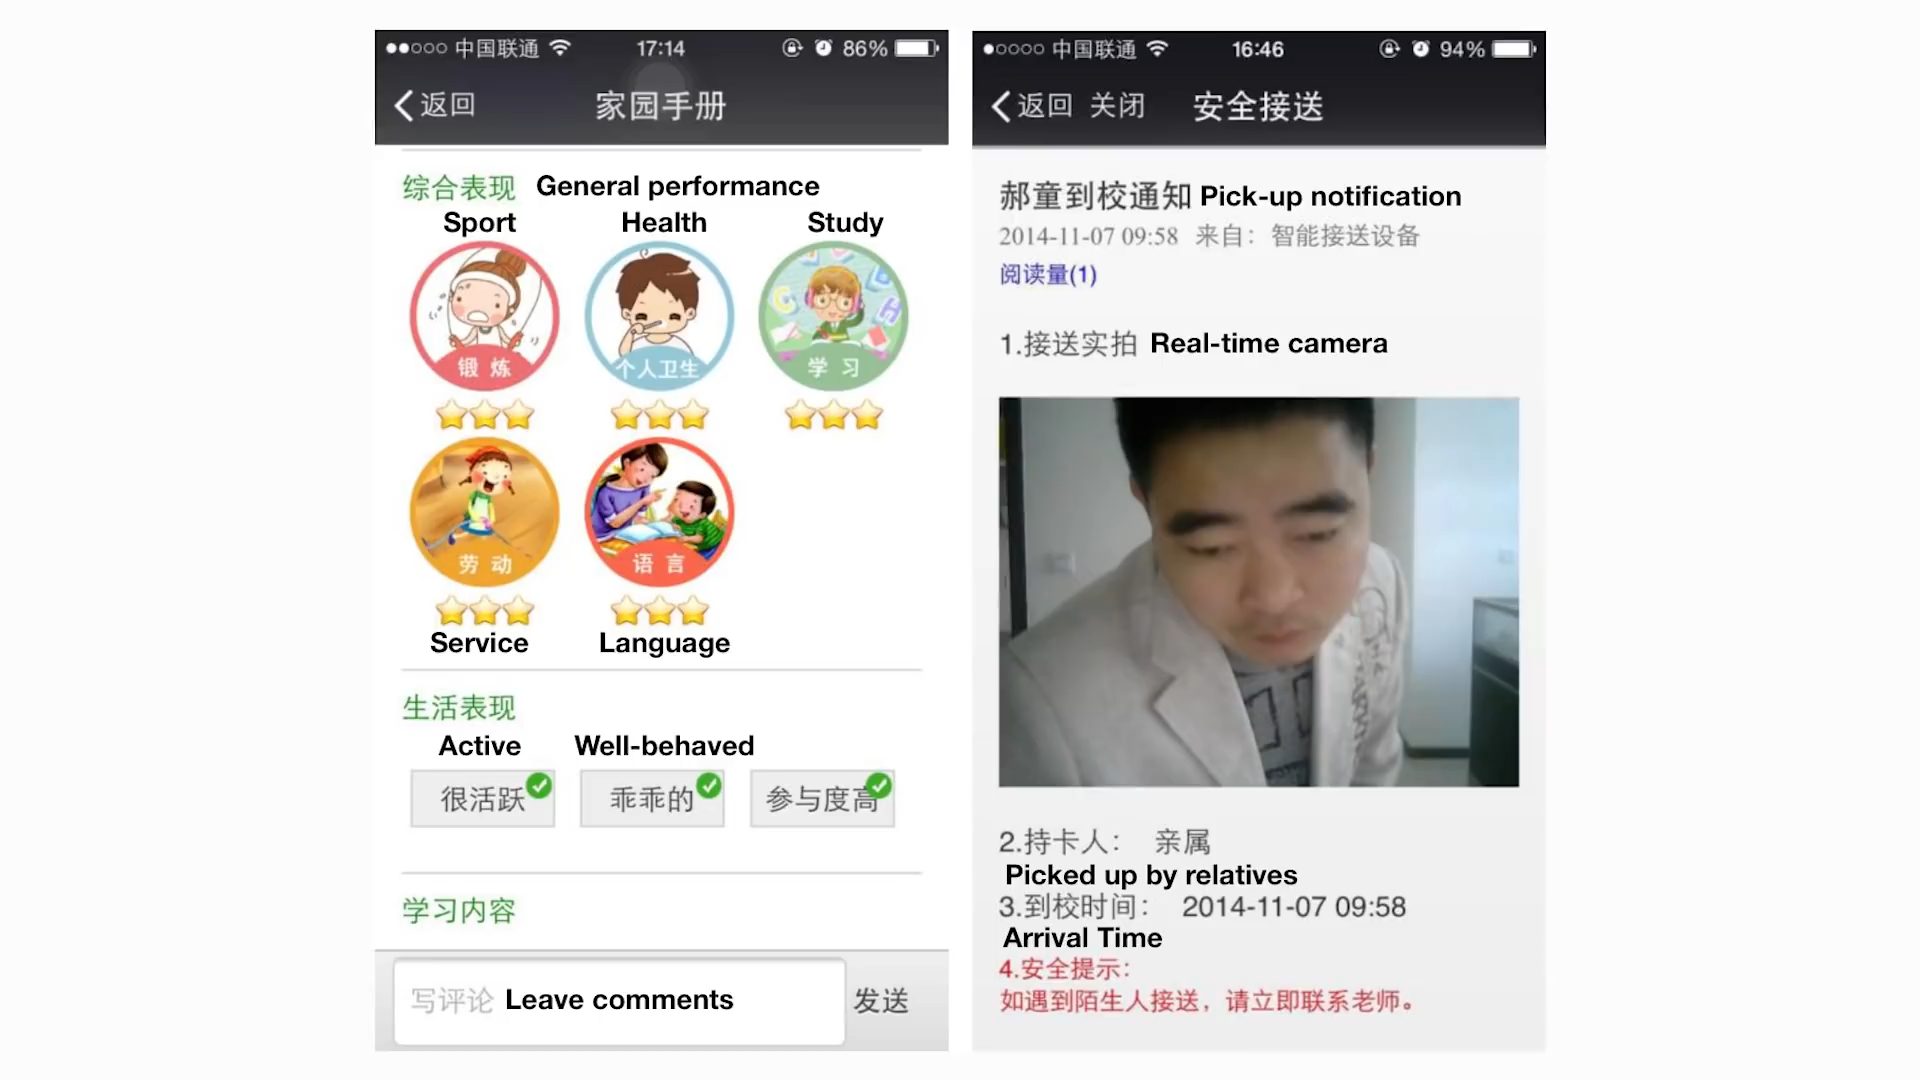 中国联通 17:14 86%
返回 家园手册
综合表现 General performance
Sport Health Study
锻炼 个人卫生 学习
劳动 语言
Service Language
生活表现
Active Well-behaved
很活跃 乖乖的 参与度高
学习内容
写评论 Leave comments 发送
中国联通 16:46 94%
返回 关闭 安全接送
郝童到校通知 Pick-up notification
2014-11-07 09:58 来自：智能接送设备
阅读量(1)
1.接送实拍 Real-time camera
2.持卡人： 亲属
Picked up by relatives
3.到校时间： 2014-11-07 09:58
Arrival Time
4.安全提示：
如遇到陌生人接送，请立即联系老师。